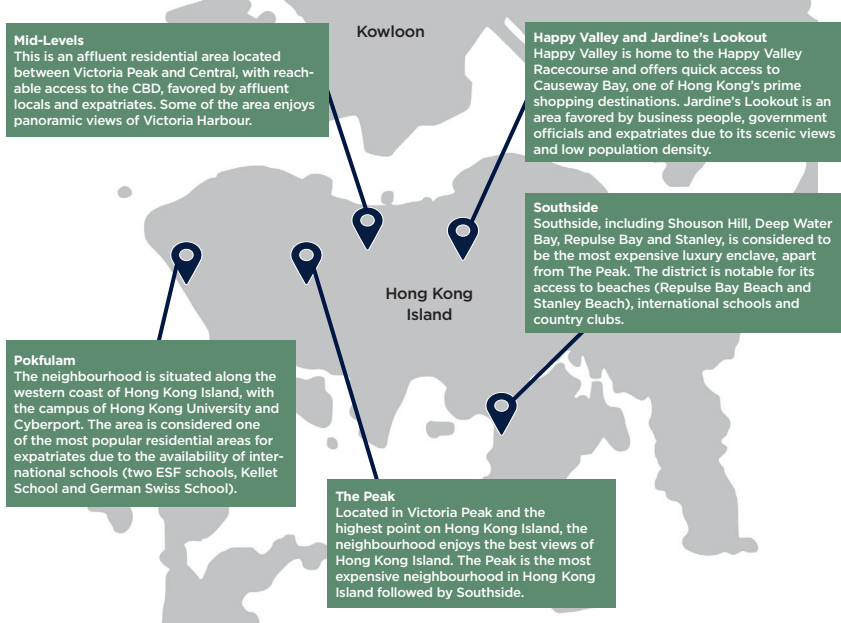 Kowloon
Mid-Levels
This is an affluent residential area located
between Victoria Peak and Central, with reach-
able access to the CBD, favored by affluent
locals and expatriates. Some of the area enjoys
panoramic views of Victoria Harbour.
Happy Valley and Jardine's Lookout
Happy Valley is home to the Happy Valley
Racecourse and offers quick access to
Causeway Bay, one of Hong Kong's prime
shopping destinations. Jardine's Lookout is an
area favored by business people, government
officials and expatriates due to its scenic views
and low population density.
Southside
Southside, including Shouson Hill, Deep Water
Bay, Repulse Bay and Stanley, is considered to
be the most expensive luxury enclave, apart
from The Peak. The district is notable for its
access to beaches (Repulse Bay Beach and
Stanley Beach), international schools and
country clubs.
Hong Kong
Island
Pokfulam
The neighbourhood is situated along the
western coast of Hong Kong Island, with
the campus of Hong Kong University and
Cyberport. The area is considered one
of the most popular residential areas for
expatriates due to the availability of inter-
national schools (two ESF schools, Kellet
School and German Swiss School).
The Peak
Located in Victoria Peak and the
highest point on Hong Kong Island, the
neighbourhood enjoys the best views of
Hong Kong Island. The Peak is the most
expensive neighbourhood in Hong Kong
Island followed by Southside.